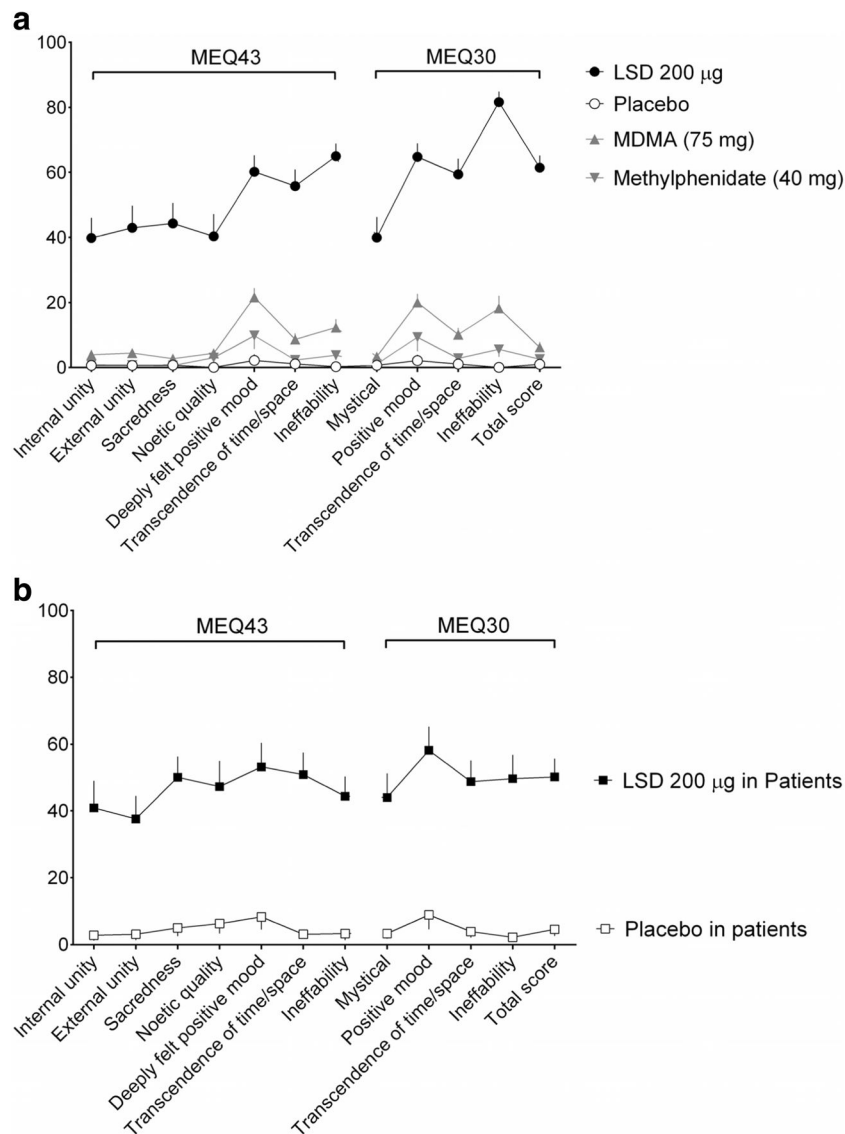 a
MEQ43
MEQ30
100
80
60
40
20
0
LSD 200 μg
Placebo
MDMA (75 mg)
Methylphenidate (40 mg)
Internal unity
External unity
Sacredness
Noetic quality
Deeply felt positive mood
Transcendence of time/space
Ineffability
Mystical
Positive mood
Transcendence of time/space
Ineffability
Total score
b
MEQ43
MEQ30
100
80
60
40
20
0
LSD 200 μg in Patients
Placebo in patients
Internal unity
External unity
Sacredness
Noetic quality
Deeply felt positive mood
Transcendence of time/space
Ineffability
Mystical
Positive mood
Transcendence of time/space
Ineffability
Total score